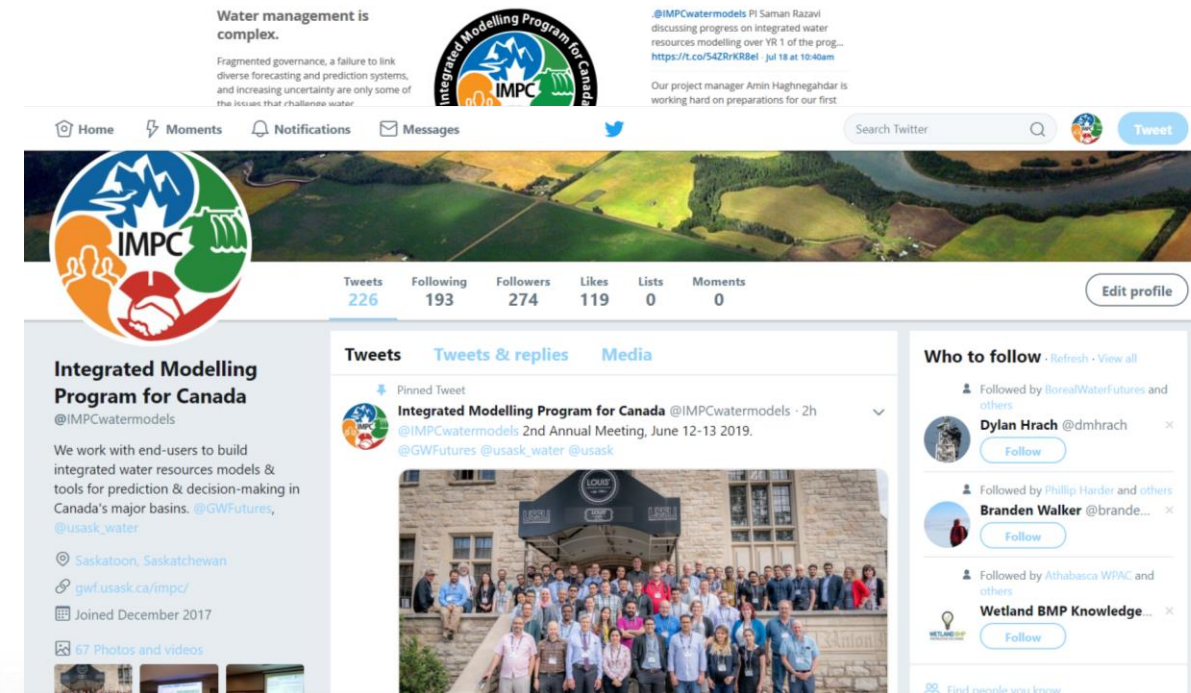 Water management is
complex.
Fragmented governance, a failure to link
diverse forecasting and prediction systems,
and increasing uncertainty are only some of
the issues that challenge water
Integrated Modelling Program for Canada
IMPC
.@IMPCwatermodels PI Saman Razavi
discussing progress on integrated water
resources modelling over YR 1 of the prog...
https://t.co/54ZRrKR8el · Jul 18 at 10:40am
Our project manager Amin Haghnegahdar is
working hard on preparations for our first
Home Moments Notifications Messages Search Twitter Tweet
IMPC
Tweets Following Followers Likes Lists Moments
226 193 274 119 0 0
Edit profile
Integrated Modelling
Program for Canada
@IMPCwatermodels
We work with end-users to build
integrated water resources models &
tools for prediction & decision-making in
Canada's major basins. @GWFutures,
@usask_water
Saskatoon, Saskatchewan
gwf.usask.ca/impc/
Joined December 2017
67 Photos and videos
Tweets Tweets & replies Media
Pinned Tweet
Integrated Modelling Program for Canada @IMPCwatermodels · 2h
@IMPCwatermodels 2nd Annual Meeting, June 12-13 2019.
@GWFutures @usask_water @usask
LOUIS'
USSU USSU
Union
Who to follow · Refresh · View all
Followed by BorealWaterFutures and
others
Dylan Hrach @dmhrach ×
Follow
Followed by Phillip Harder and others
Branden Walker @brande... ×
Follow
Followed by Athabasca WPAC and
others
Wetland BMP Knowledge... ×
WETLANDBMP
Follow
Find people you know